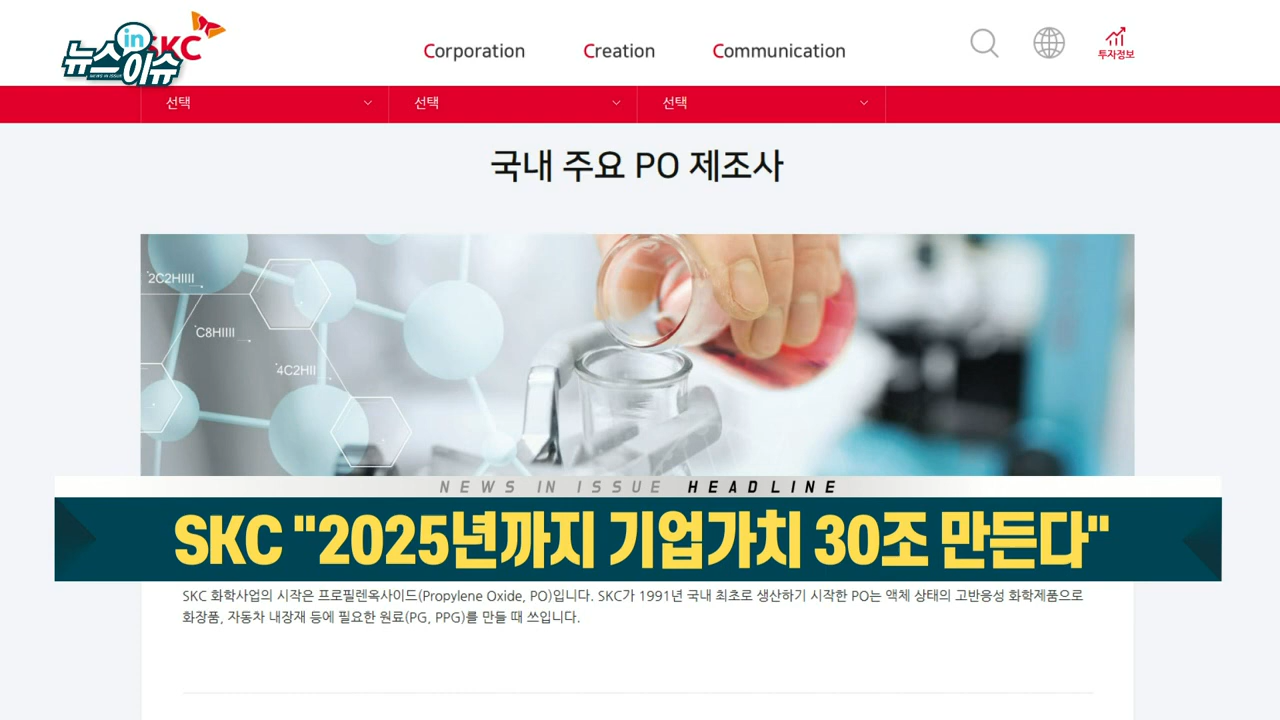 뉴스 in 이슈
NEWS IN ISSUE
SKC
Corporation
Creation
Communication
투자정보
선택
선택
선택
국내 주요 PO 제조사
2C2HIIII
C8HIIII
4C2HII
NEWS IN ISSUE HEADLINE
SKC "2025년까지 기업가치 30조 만든다"
SKC 화학사업의 시작은 프로필렌옥사이드(Propylene Oxide, PO)입니다. SKC가 1991년 국내 최초로 생산하기 시작한 PO는 액체 상태의 고반응성 화학제품으로
화장품, 자동차 내장재 등에 필요한 원료(PG, PPG)를 만들 때 쓰입니다.